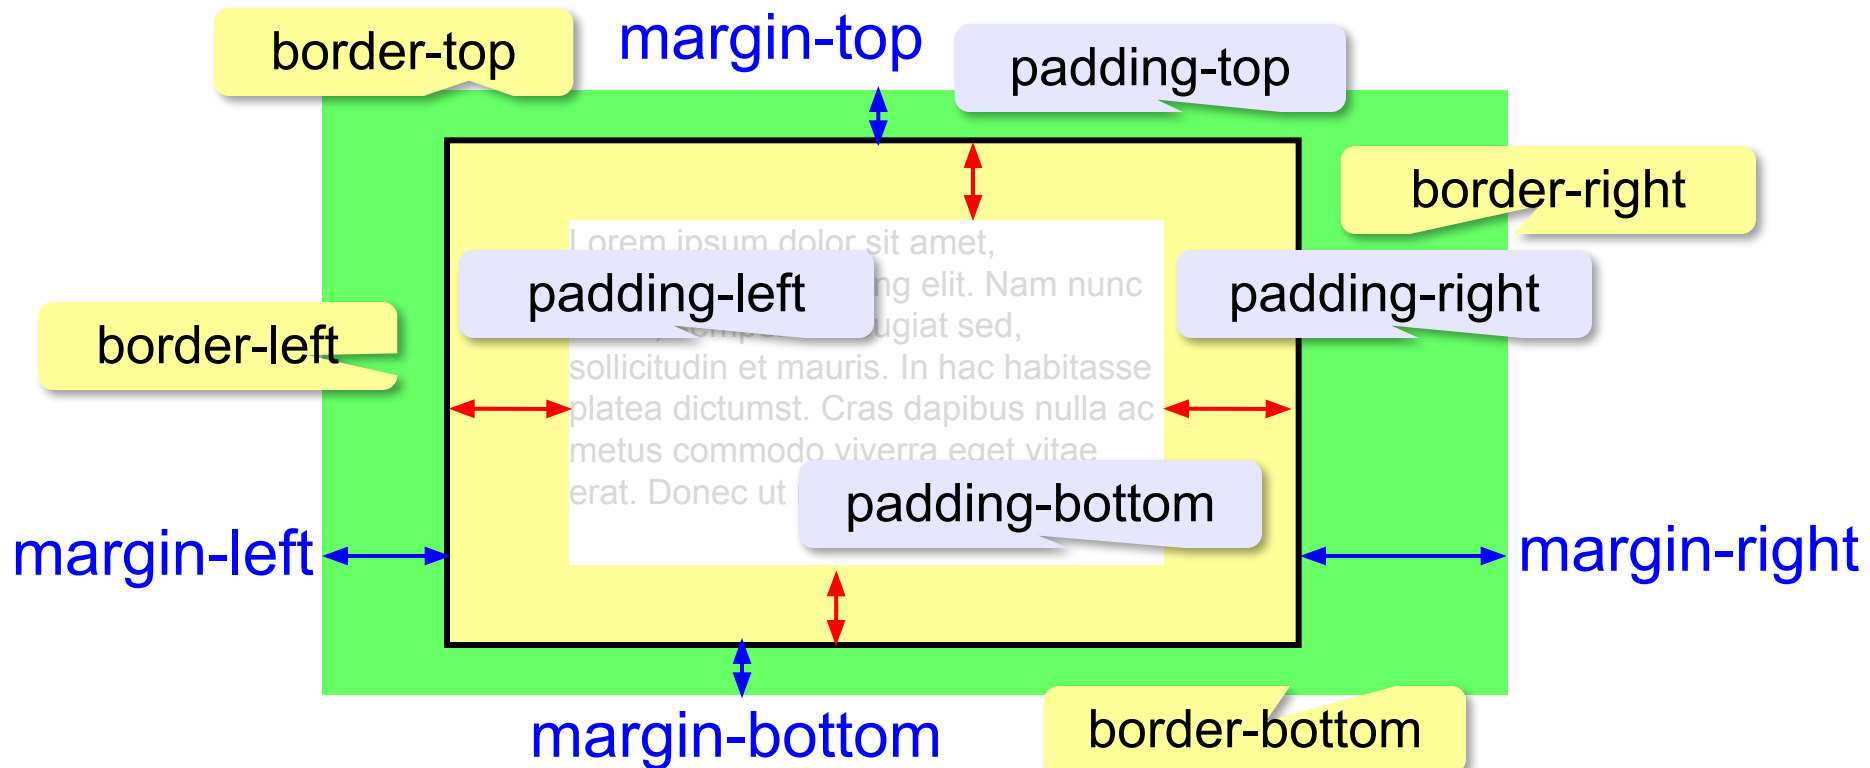 border-top
margin-top
padding-top
border-right
Lorem ipsum dolor sit amet,
padding-left
elit. Nam nunc
padding-right
border-left
sed,
sollicitudin et mauris. In hac habitasse
platea dictumst. Cras dapibus nulla ac
metus commodo viverra eget vitae
erat. Donec ut
padding-bottom
margin-left
margin-right
margin-bottom
border-bottom